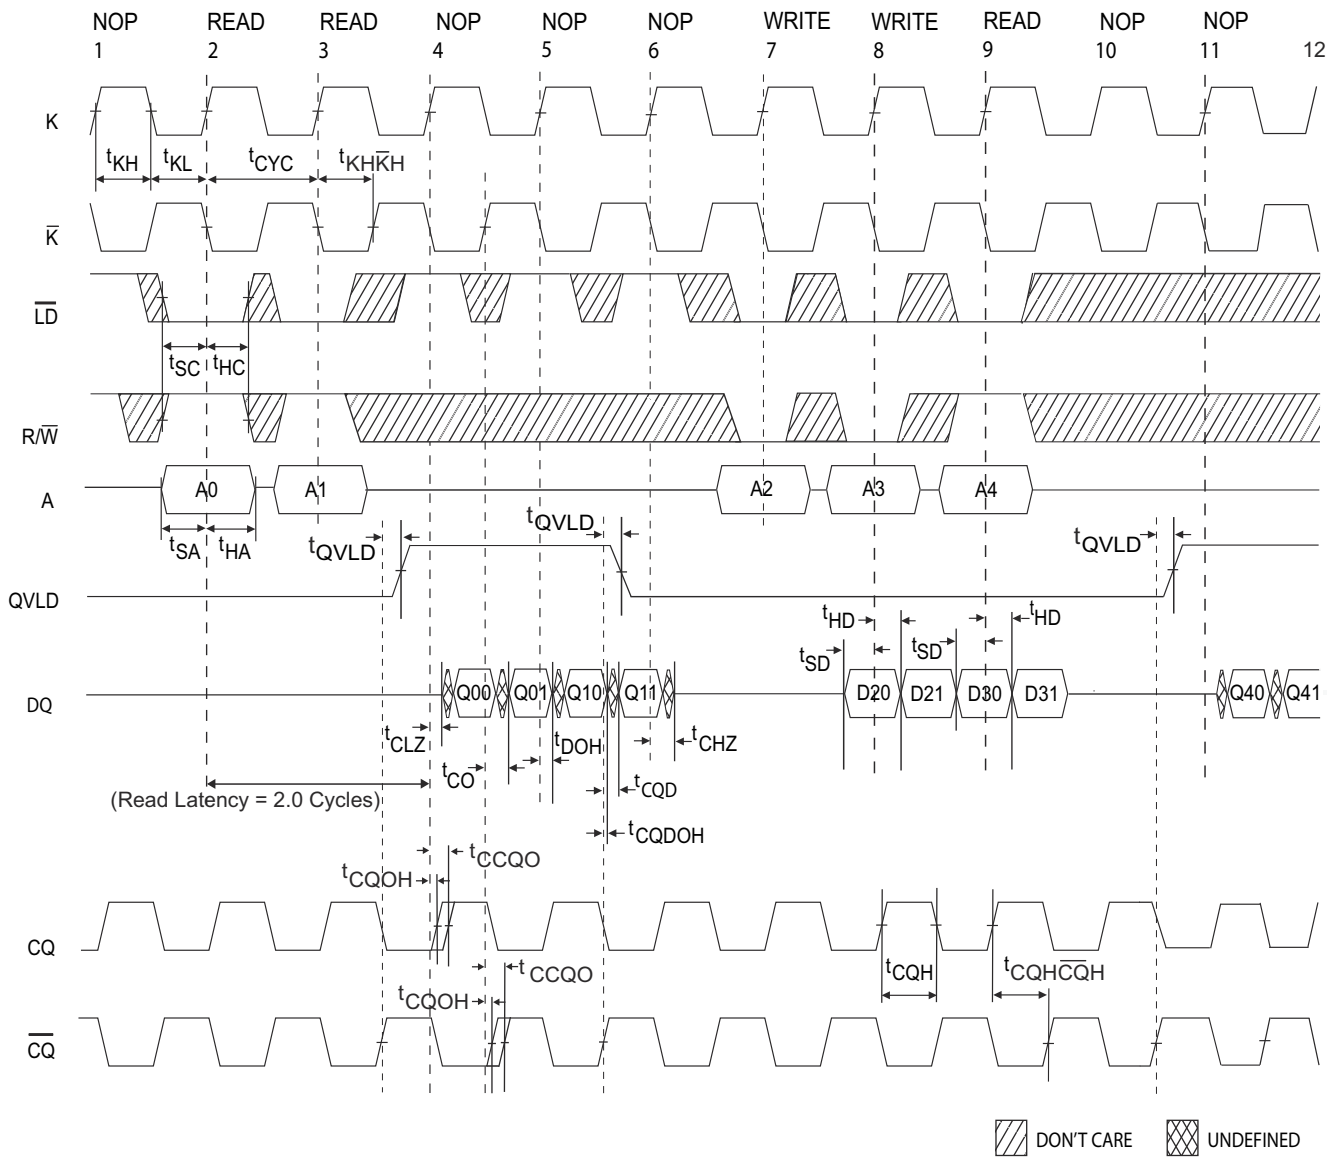 NOP READ READ NOP NOP NOP WRITE WRITE READ NOP NOP
1 2 3 4 5 6 7 8 9 10 11 12
K
tKH tKL tCYC tKHK̅H
K̅
L̅D̅
tSC tHC
R/W̅
A A0 A1 A2 A3 A4
tSA tHA tQVLD tQVLD tQVLD
QVLD
tHD tHD
tSD tSD
DQ Q00 Q01 Q10 Q11 D20 D21 D30 D31 Q40 Q41
tCLZ tDOH tCHZ
tCO tCQD
(Read Latency = 2.0 Cycles)
tCQDOH
tCCQO
tCQOH
CQ
tCCQO tCQH tCQHC̅Q̅H
tCQOH
C̅Q̅
DON'T CARE UNDEFINED